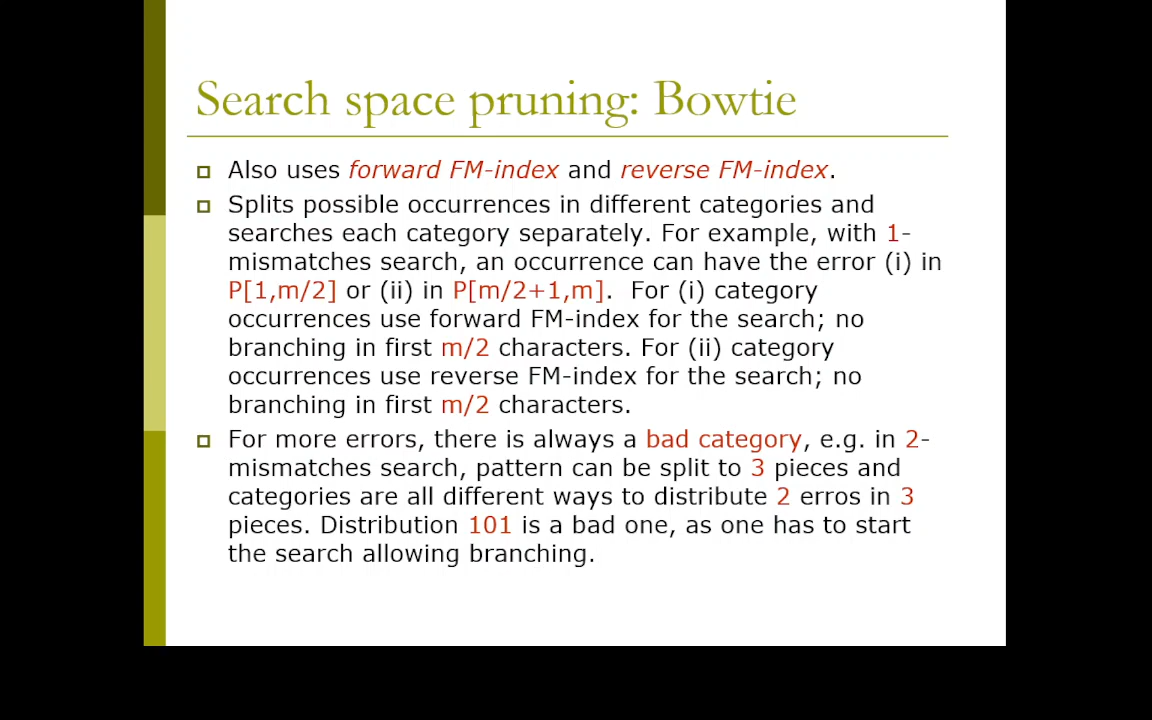 Search space pruning: Bowtie
Also uses forward FM-index and reverse FM-index.
Splits possible occurrences in different categories and
searches each category separately. For example, with 1-
mismatches search, an occurrence can have the error (i) in
P[1,m/2] or (ii) in P[m/2+1,m]. For (i) category
occurrences use forward FM-index for the search; no
branching in first m/2 characters. For (ii) category
occurrences use reverse FM-index for the search; no
branching in first m/2 characters.
For more errors, there is always a bad category, e.g. in 2-
mismatches search, pattern can be split to 3 pieces and
categories are all different ways to distribute 2 erros in 3
pieces. Distribution 101 is a bad one, as one has to start
the search allowing branching.